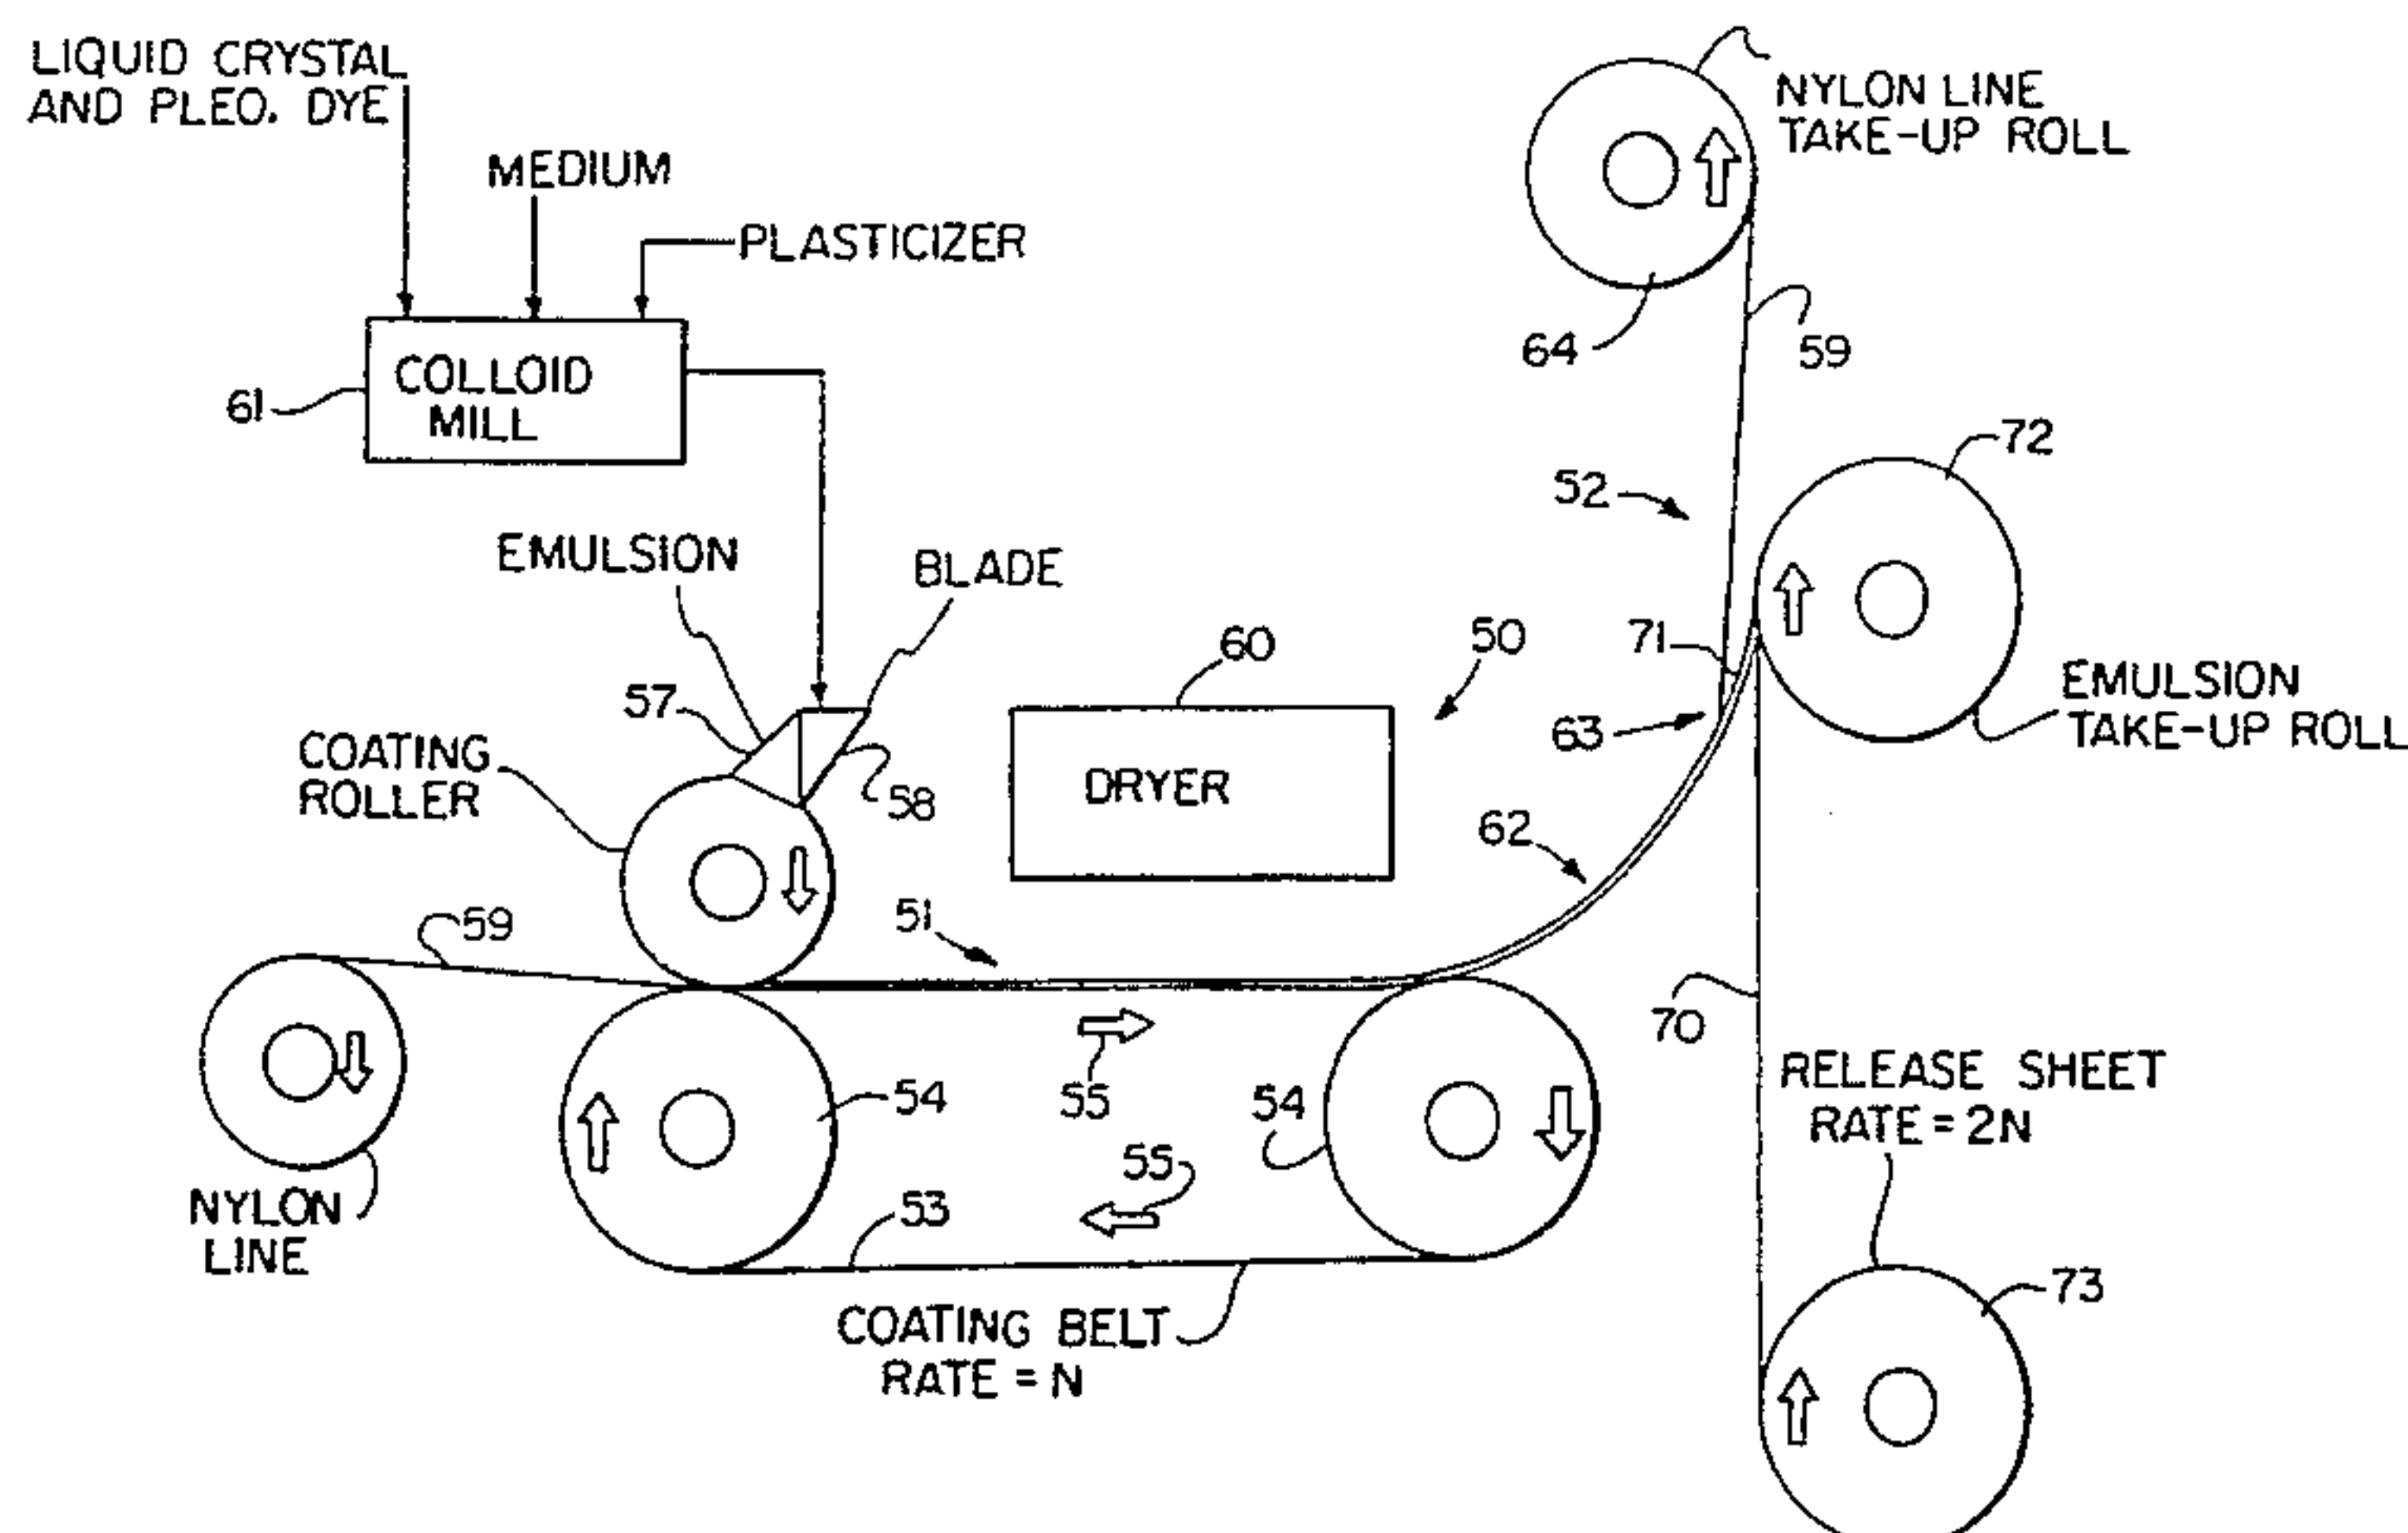 LIQUID CRYSTAL
AND PLEO. DYE
MEDIUM
PLASTICIZER
COLLOID
MILL
61
NYLON LINE
TAKE-UP ROLL
64
59
72
52
EMULSION
BLADE
57
58
60
DRYER
50
71
63
EMULSION
TAKE-UP ROLL
COATING
ROLLER
62
59
51
70
NYLON
LINE
54
55
54
55
53
RELEASE SHEET
RATE = 2N
73
COATING BELT
RATE = N